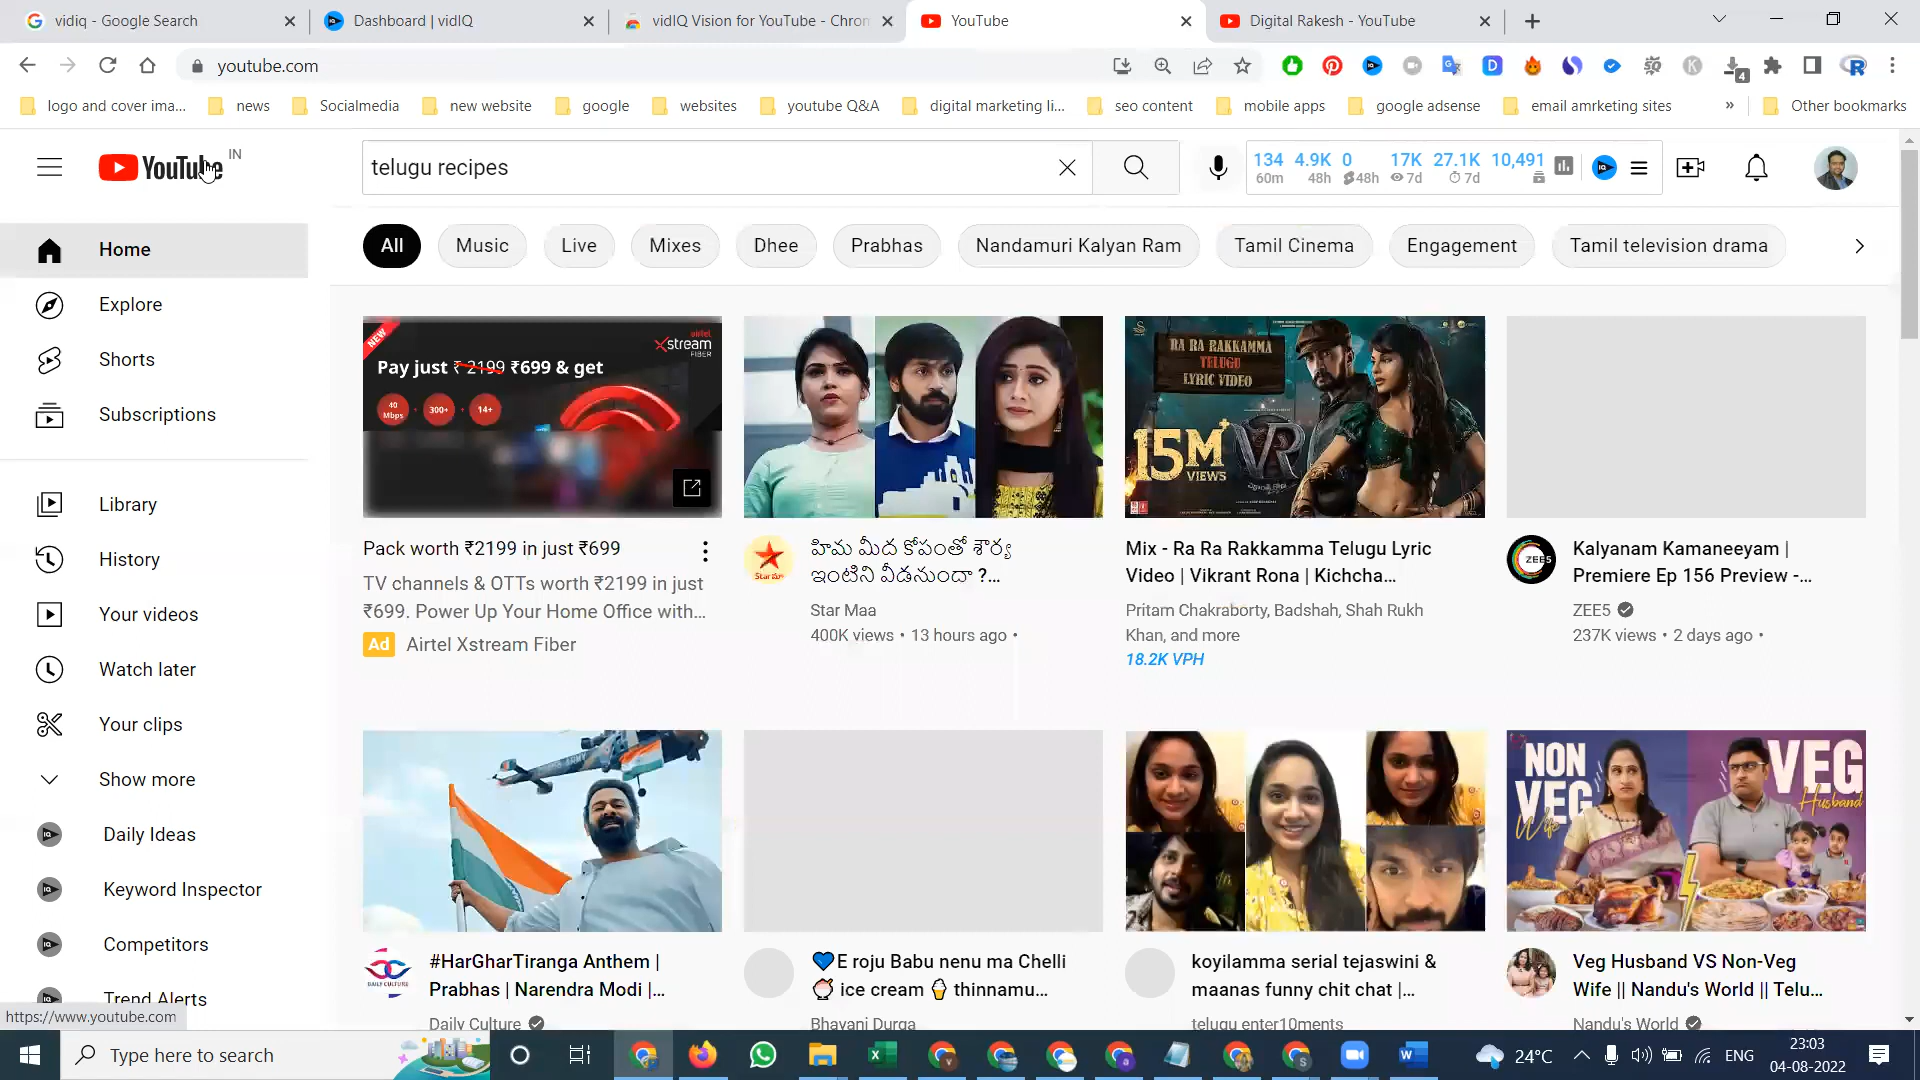 vidiq - Google Search
Dashboard | vidIQ
vidIQ Vision for YouTube - Chron
YouTube
Digital Rakesh - YouTube
youtube.com
4
logo and cover ima...
news
Socialmedia
new website
google
websites
youtube Q&A
digital marketing li...
seo content
mobile apps
google adsense
email amrketing sites
»
Other bookmarks
YouTube IN
telugu recipes
134 4.9K 0 17K 27.1K 10,491
60m 48h 48h 7d 7d
Home
Explore
Shorts
Subscriptions
Library
History
Your videos
Watch later
Your clips
Show more
Daily Ideas
Keyword Inspector
Competitors
Trend Alerts
https://www.youtube.com
All
Music
Live
Mixes
Dhee
Prabhas
Nandamuri Kalyan Ram
Tamil Cinema
Engagement
Tamil television drama
NEW
airtel
Xstream
FIBER
Pay just ₹ 2199 ₹699 & get
40 Mbps
300+
14+
Pack worth ₹2199 in just ₹699
TV channels & OTTs worth ₹2199 in just
₹699. Power Up Your Home Office with...
Ad Airtel Xstream Fiber
హిమ మీద కోపంతో శౌర్య
ఇంటిని వీడనుందా ?...
Star Maa
400K views • 13 hours ago •
RA RA RAKKAMMA
TELUGU
LYRIC VIDEO
15M+
VIEWS
VR
Mix - Ra Ra Rakkamma Telugu Lyric
Video | Vikrant Rona | Kichcha...
Pritam Chakraborty, Badshah, Shah Rukh
Khan, and more
18.2K VPH
ZEE5
Kalyanam Kamaneeyam |
Premiere Ep 156 Preview -...
ZEE5
237K views • 2 days ago •
DAILY CULTURE
#HarGharTiranga Anthem |
Prabhas | Narendra Modi |...
Daily Culture
💙E roju Babu nenu ma Chelli
🍨 ice cream 🍦 thinnamu...
Bhavani Durga
koyilamma serial tejaswini &
maanas funny chit chat |...
telugu enter10ments
NON
VEG
Wife
VEG
Husband
Veg Husband VS Non-Veg
Wife || Nandu's World || Telu...
Nandu's World
Type here to search
24°C
ENG
23:03
04-08-2022